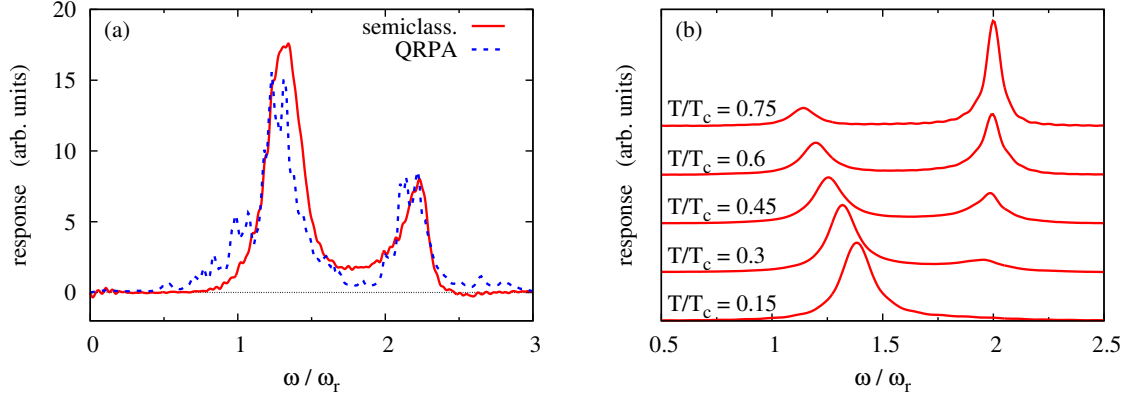 (a)
semiclass.
QRPA
response (arb. units)
20
15
10
5
0
0 1 2 3
ω / ω_r
(b)
response (arb. units)
T/T_c = 0.75
T/T_c = 0.6
T/T_c = 0.45
T/T_c = 0.3
T/T_c = 0.15
0.5 1 1.5 2 2.5
ω / ω_r